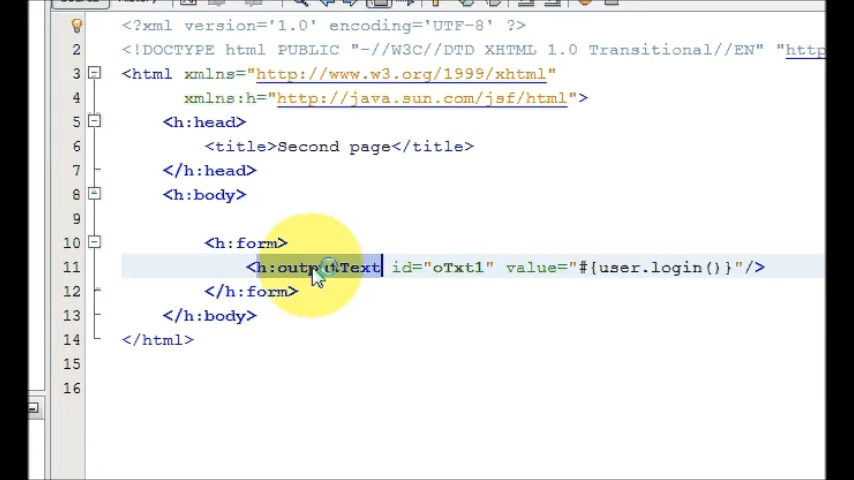 <?xml version='1.0' encoding='UTF-8' ?>
2 <!DOCTYPE html PUBLIC "-//W3C//DTD XHTML 1.0 Transitional//EN" "http
3 <html xmlns="http://www.w3.org/1999/xhtml"
4 xmlns:h="http://java.sun.com/jsf/html">
5 <h:head>
6 <title>Second page</title>
7 </h:head>
8 <h:body>
9
10 <h:form>
11 <h:outputText id="oTxt1" value="#{user.login()}"/>
12 </h:form>
13 </h:body>
14 </html>
15
16